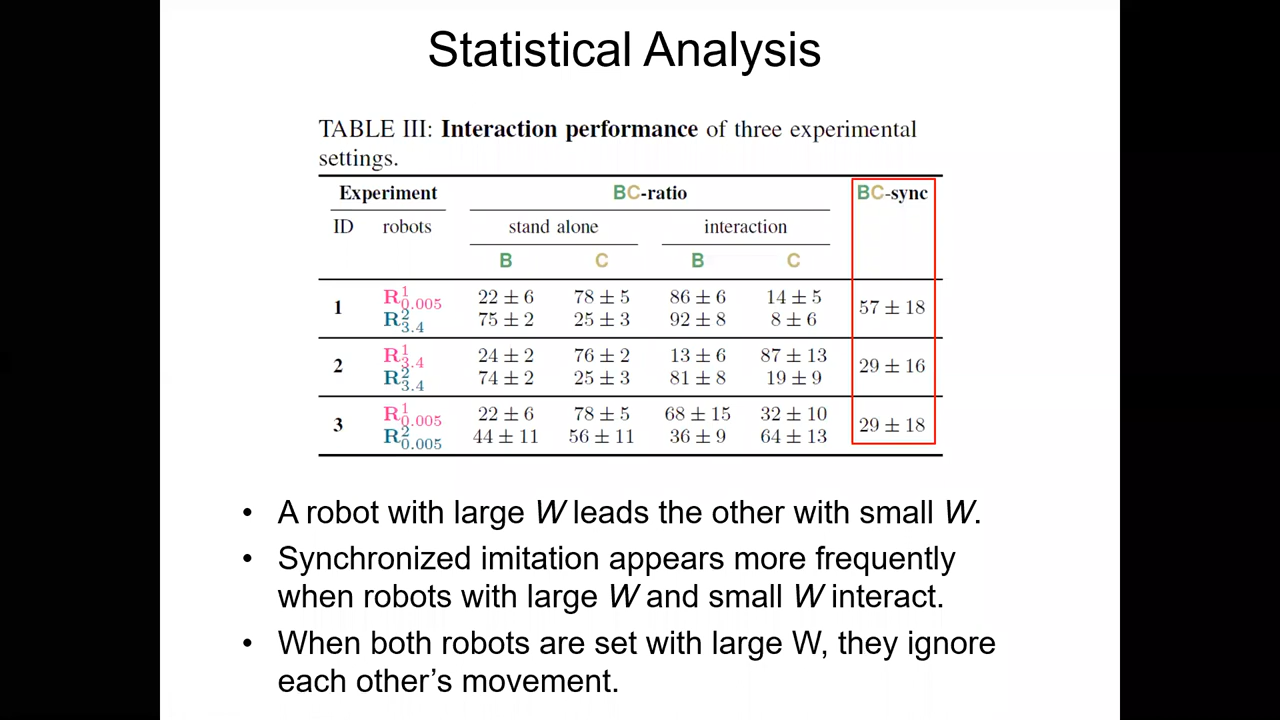 Statistical Analysis
TABLE III: Interaction performance of three experimental
settings.
Experiment BC-ratio BC-sync
ID robots stand alone interaction
B C B C
1 R¹0.005 22 ± 6 78 ± 5 86 ± 6 14 ± 5 57 ± 18
R²3.4 75 ± 2 25 ± 3 92 ± 8 8 ± 6
2 R¹3.4 24 ± 2 76 ± 2 13 ± 6 87 ± 13 29 ± 16
R²3.4 74 ± 2 25 ± 3 81 ± 8 19 ± 9
3 R¹0.005 22 ± 6 78 ± 5 68 ± 15 32 ± 10 29 ± 18
R²0.005 44 ± 11 56 ± 11 36 ± 9 64 ± 13
• A robot with large W leads the other with small W.
• Synchronized imitation appears more frequently
when robots with large W and small W interact.
• When both robots are set with large W, they ignore
each other’s movement.